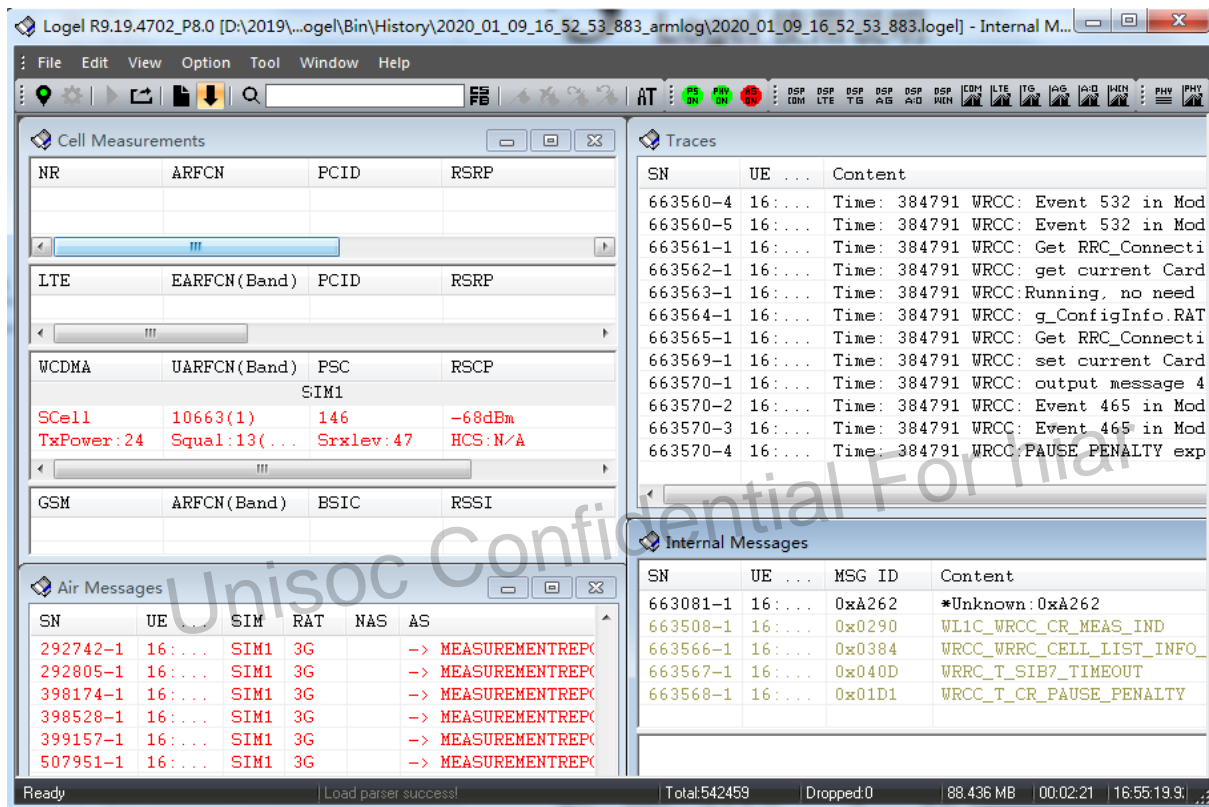 Logel R9.19.4702_P8.0 [D:\2019\...ogel\Bin\History\2020_01_09_16_52_53_883_armlog\2020_01_09_16_52_53_883.logel] - Internal M...
File Edit View Option Tool Window Help
AT PS ON PHY ON AG ON DSP COM DSP LTE DSP TG DSP AG DSP A:D DSP WCN COM LTE TG AG A:D WCN PHY PHY
Cell Measurements
NR ARFCN PCID RSRP
LTE EARFCN(Band) PCID RSRP
WCDMA UARFCN(Band) PSC RSCP
SIM1
SCell 10663(1) 146 -68dBm
TxPower:24 Squal:13(... Srxlev:47 HCS:N/A
GSM ARFCN(Band) BSIC RSSI
Air Messages
SN UE ... SIM RAT NAS AS
292742-1 16:... SIM1 3G -> MEASUREMENTREPO
292805-1 16:... SIM1 3G -> MEASUREMENTREPO
398174-1 16:... SIM1 3G -> MEASUREMENTREPO
398528-1 16:... SIM1 3G -> MEASUREMENTREPO
399157-1 16:... SIM1 3G -> MEASUREMENTREPO
507951-1 16:... SIM1 3G -> MEASUREMENTREPO
Traces
SN UE ... Content
663560-4 16:... Time: 384791 WRCC: Event 532 in Mod
663560-5 16:... Time: 384791 WRCC: Event 532 in Mod
663561-1 16:... Time: 384791 WRCC: Get RRC_Connecti
663562-1 16:... Time: 384791 WRCC: get current Card
663563-1 16:... Time: 384791 WRCC:Running, no need
663564-1 16:... Time: 384791 WRCC: g_ConfigInfo.RAT
663565-1 16:... Time: 384791 WRCC: Get RRC_Connecti
663569-1 16:... Time: 384791 WRCC: set current Card
663570-1 16:... Time: 384791 WRCC: output message 4
663570-2 16:... Time: 384791 WRCC: Event 465 in Mod
663570-3 16:... Time: 384791 WRCC: Event 465 in Mod
663570-4 16:... Time: 384791 WRCC:PAUSE PENALTY exp
Internal Messages
SN UE ... MSG ID Content
663081-1 16:... 0xA262 *Unknown:0xA262
663508-1 16:... 0x0290 WL1C_WRCC_CR_MEAS_IND
663566-1 16:... 0x0384 WRCC_WRRC_CELL_LIST_INFO_
663567-1 16:... 0x040D WRRC_T_SIB7_TIMEOUT
663568-1 16:... 0x01D1 WRCC_T_CR_PAUSE_PENALTY
Unisoc Confidential For hiar
Ready Load parser success! Total:542459 Dropped:0 88.436 MB 00:02:21 16:55:19.9: